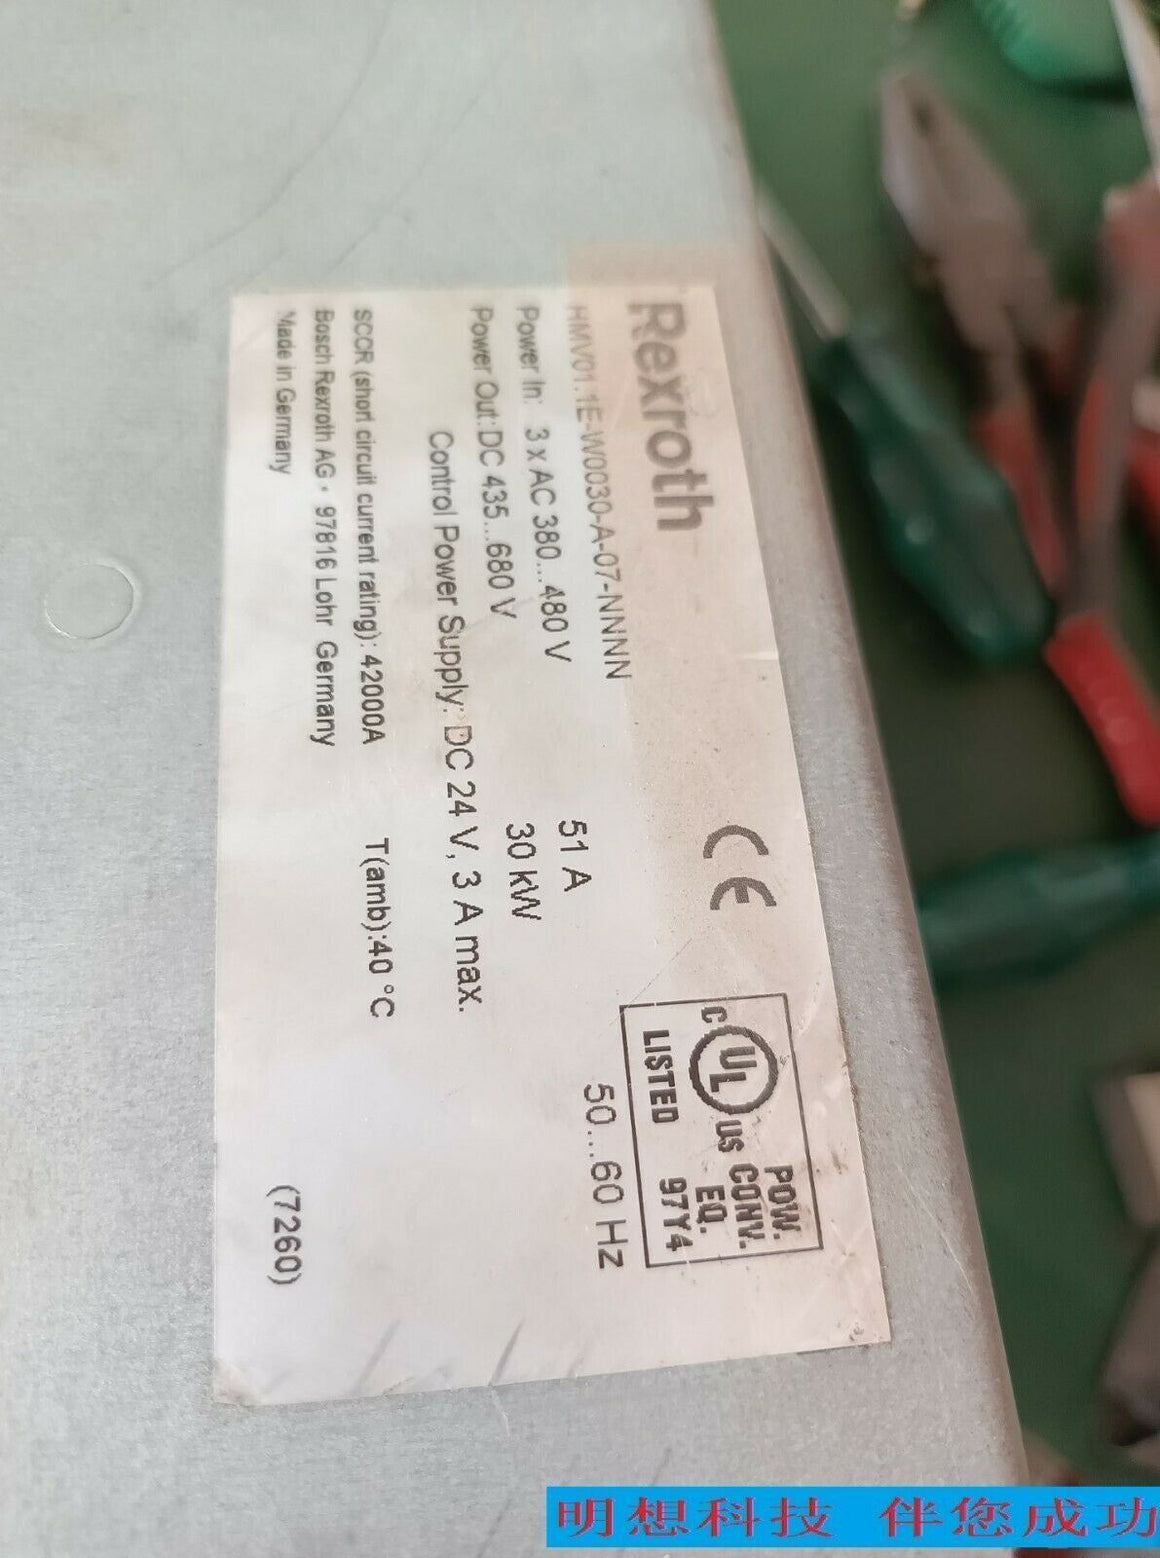 Rexroth
CE
C UL US
LISTED
POW.
CONV.
EQ.
97Y4
HMV01.1E-W0030-A-07-NNNN
Power In: 3 x AC 380...480 V 51 A 50...60 Hz
Power Out: DC 435...680 V 30 kW
Control Power Supply: DC 24 V, 3 A max.
SCCR (short circuit current rating): 42000A T(amb):40 °C
Bosch Rexroth AG • 97816 Lohr Germany
Made in Germany (7260)
明想科技 伴您成功